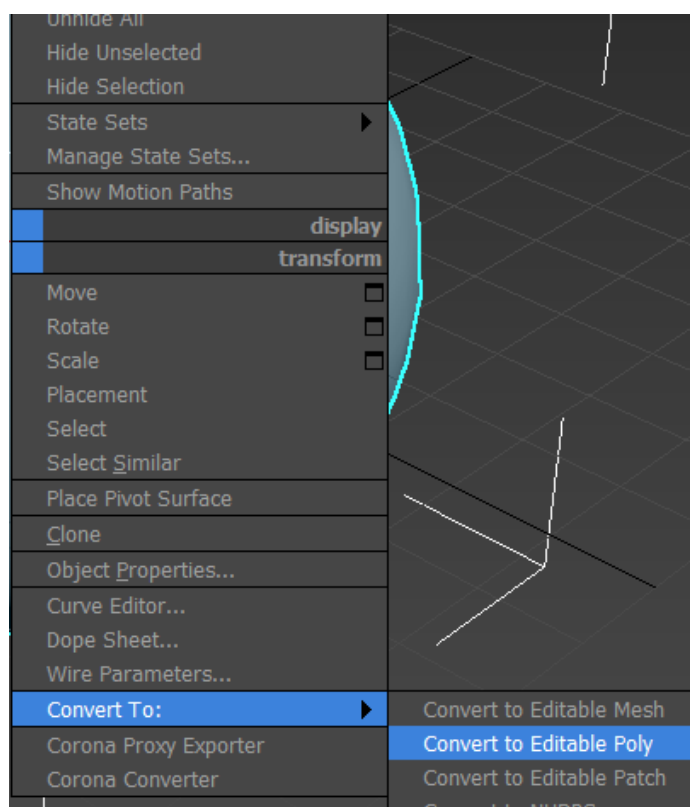 Unhide All
Hide Unselected
Hide Selection
State Sets
Manage State Sets...
Show Motion Paths
display
transform
Move
Rotate
Scale
Placement
Select
Select Similar
Place Pivot Surface
Clone
Object Properties...
Curve Editor...
Dope Sheet...
Wire Parameters...
Convert To:
Convert to Editable Mesh
Corona Proxy Exporter
Convert to Editable Poly
Corona Converter
Convert to Editable Patch